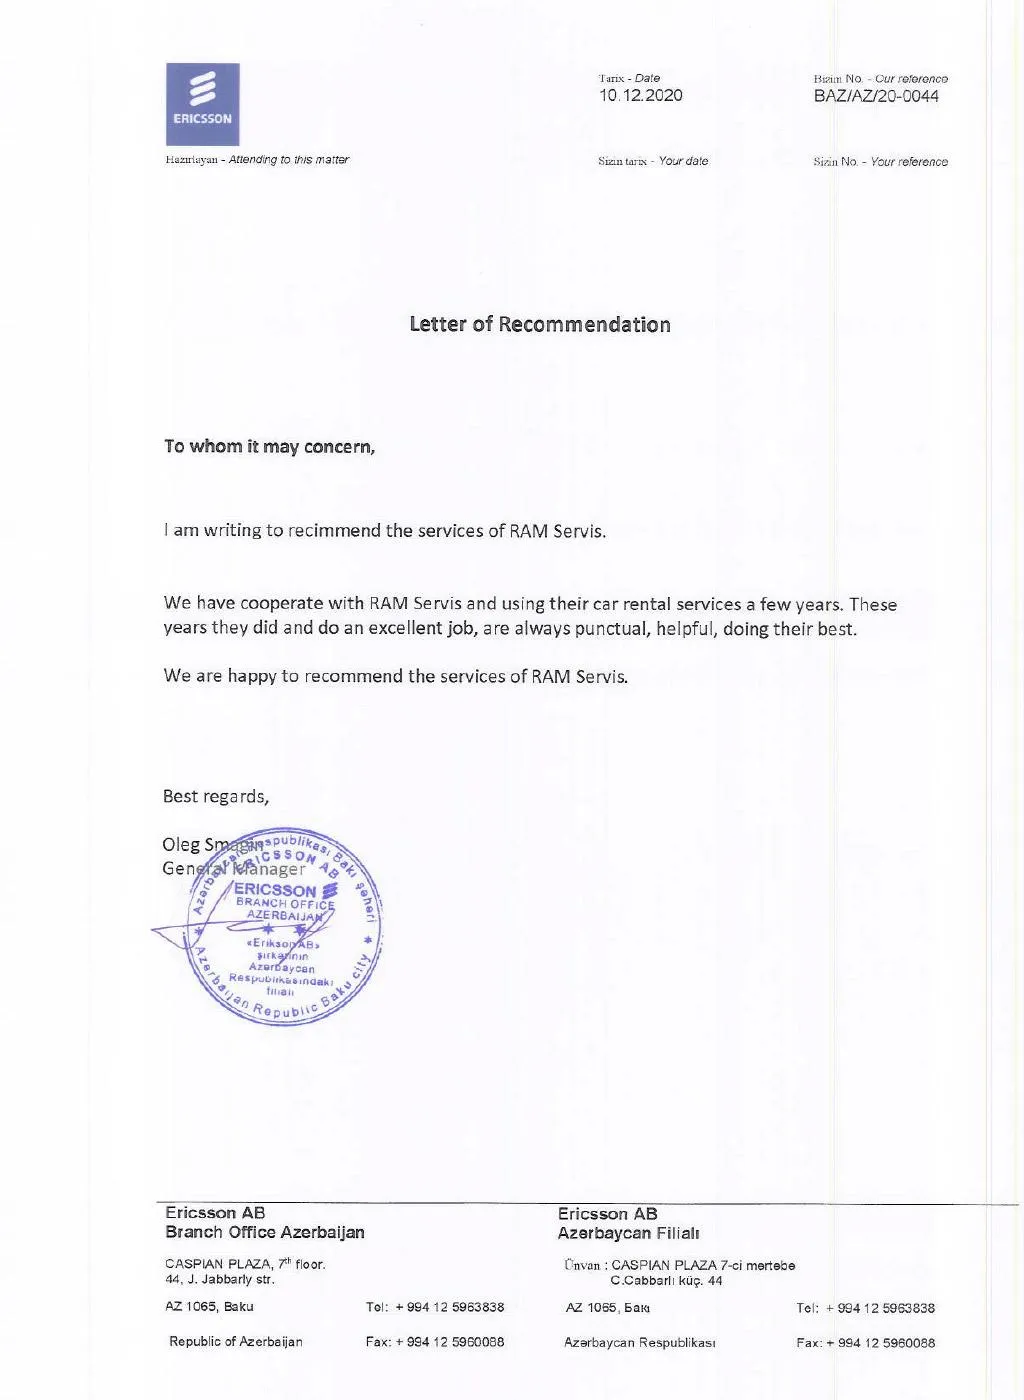 ERICSSON
Tarix - Date
10.12.2020
Bizim No. - Our reference
BAZ/AZ/20-0044
Hazırlayan - Attending to this matter
Sizin tarix - Your date
Sizin No. - Your reference
Letter of Recommendation
To whom it may concern,
I am writing to recimmend the services of RAM Servis.
We have cooperate with RAM Servis and using their car rental services a few years. These
years they did and do an excellent job, are always punctual, helpful, doing their best.
We are happy to recommend the services of RAM Servis.
Best regards,
Oleg Smagin
General Manager
Azərbaycan Respublikası Bakı şəhəri
ERICSSON AB
ERICSSON
BRANCH OFFICE
AZERBAIJAN
«Erikson AB»
şirkətinin
Azərbaycan
Respublikasındakı
filialı
Azerbaijan Republic Baku city
Ericsson AB
Branch Office Azerbaijan
CASPIAN PLAZA, 7th floor.
44, J. Jabbarly str.
AZ 1065, Baku Tel: + 994 12 5963838
Republic of Azerbaijan Fax: + 994 12 5960088
Ericsson AB
Azərbaycan Filialı
Ünvan : CASPIAN PLAZA 7-ci mertebe
C.Cabbarlı küç. 44
AZ 1065, Бакı Tel: + 994 12 5963838
Azərbaycan Respublikası Fax: + 994 12 5960088